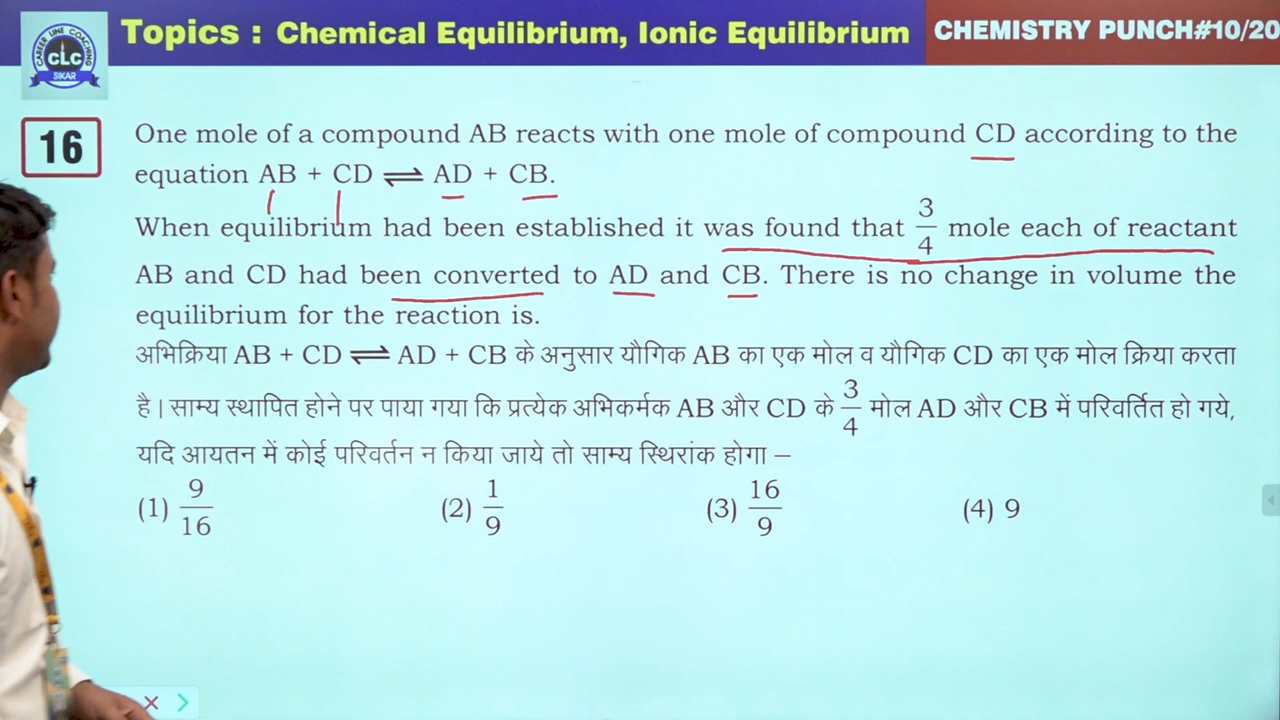 CAREER LINE COACHING
CLC
SIKAR
Topics : Chemical Equilibrium, Ionic Equilibrium
CHEMISTRY PUNCH#10/20
16
One mole of a compound AB reacts with one mole of compound CD according to the
equation AB + CD ⇌ AD + CB.
When equilibrium had been established it was found that 3/4 mole each of reactant
AB and CD had been converted to AD and CB. There is no change in volume the
equilibrium for the reaction is.
अभिक्रिया AB + CD ⇌ AD + CB के अनुसार यौगिक AB का एक मोल व यौगिक CD का एक मोल क्रिया करता
है। साम्य स्थापित होने पर पाया गया कि प्रत्येक अभिकर्मक AB और CD के 3/4 मोल AD और CB में परिवर्तित हो गये,
यदि आयतन में कोई परिवर्तन न किया जाये तो साम्य स्थिरांक होगा –
(1) 9/16 (2) 1/9 (3) 16/9 (4) 9